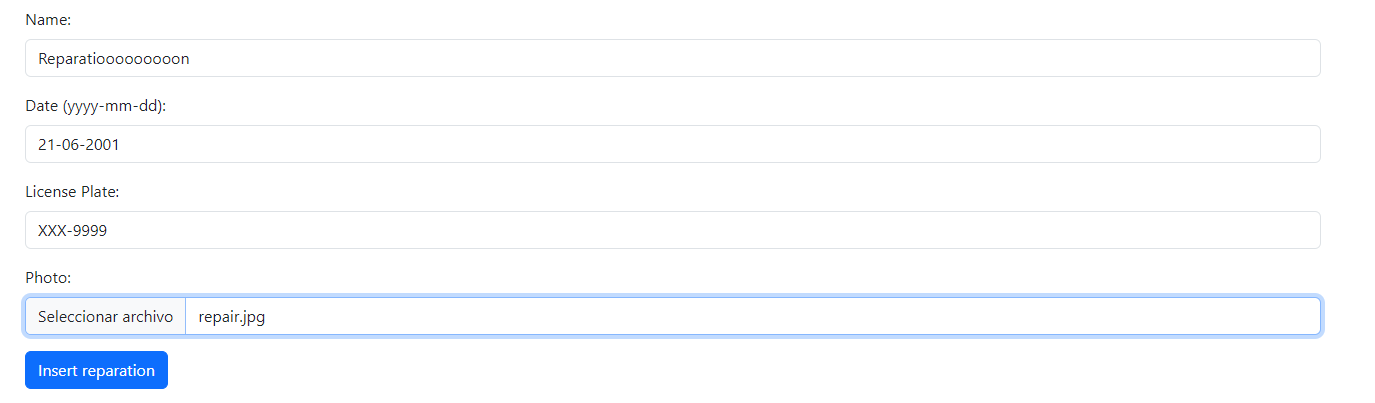 Name:
Reparatiooooooooon
Date (yyyy-mm-dd):
21-06-2001
License Plate:
XXX-9999
Photo:
Seleccionar archivo repair.jpg
Insert reparation